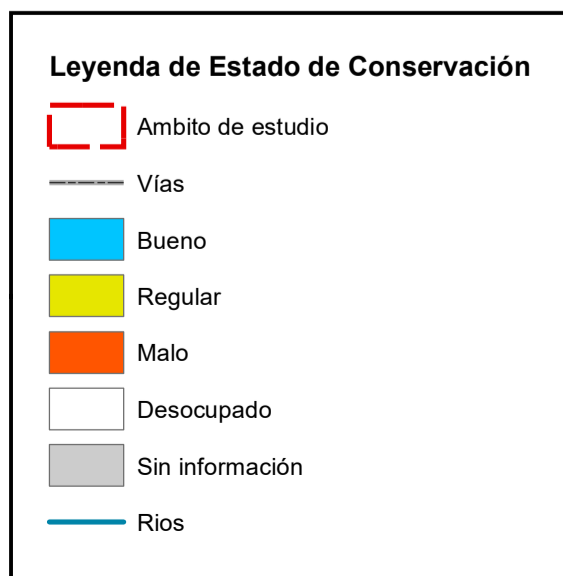 Leyenda de Estado de Conservación
Ambito de estudio
Vías
Bueno
Regular
Malo
Desocupado
Sin información
Rios